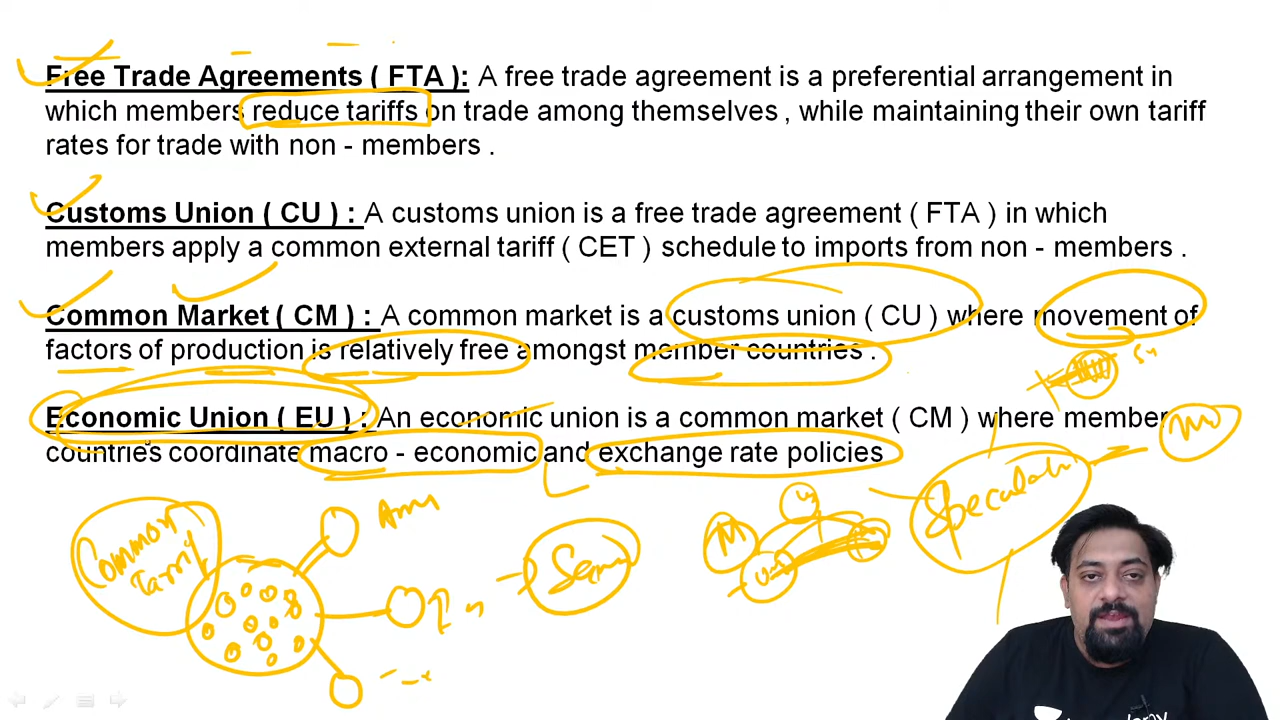 Free Trade Agreements ( FTA ): A free trade agreement is a preferential arrangement in
which members reduce tariffs on trade among themselves , while maintaining their own tariff
rates for trade with non - members .
Customs Union ( CU ) : A customs union is a free trade agreement ( FTA ) in which
members apply a common external tariff ( CET ) schedule to imports from non - members .
Common Market ( CM ) : A common market is a customs union ( CU ) where movement of
factors of production is relatively free amongst member countries .
Economic Union ( EU ) : An economic union is a common market ( CM ) where member
countries coordinate macro - economic and exchange rate policies
Common